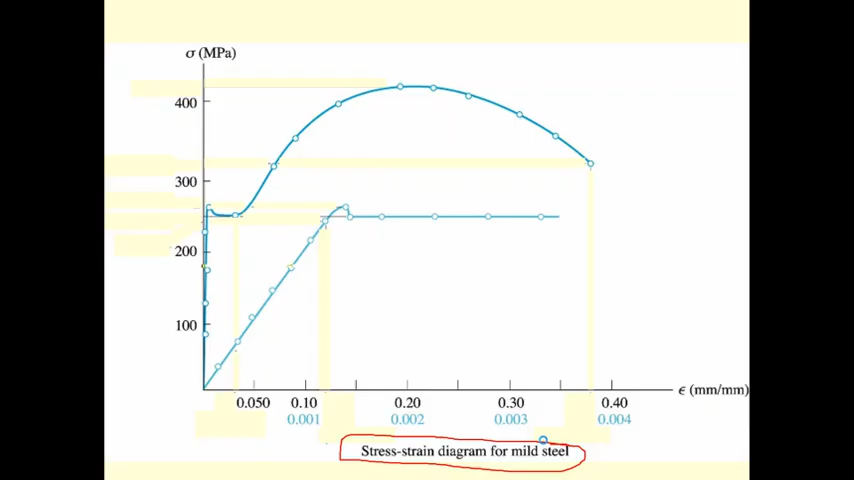 σ (MPa)
400
300
200
100
ϵ (mm/mm)
0.050 0.10 0.20 0.30 0.40
0.001 0.002 0.003 0.004
Stress-strain diagram for mild steel